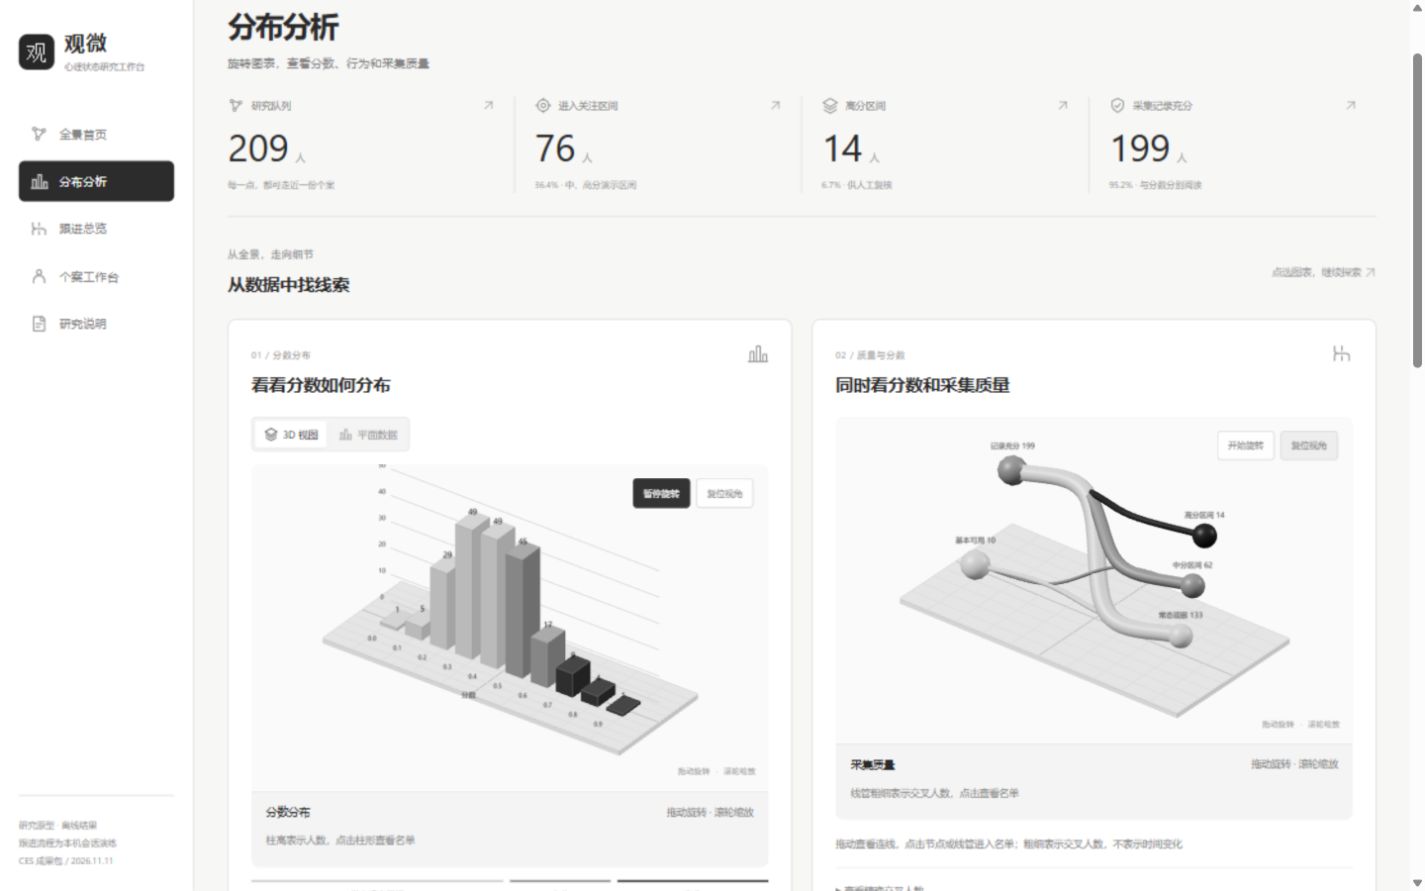 观 观微
心理状态研究工作台
全景首页
分布分析
跟进总览
个案工作台
研究说明
研究原型 · 离线结果
跟进流程为本机会话演练
CES 成果包 / 2026.11.11
分布分析
旋转图表，查看分数、行为和采集质量
研究队列
209 人
每一点，都可走近一份个案
进入关注区间
76 人
36.4% · 中、高分演示区间
高分区间
14 人
6.7% · 供人工复核
采集记录充分
199 人
95.2% · 与分数分别阅读
从全景，走向细节
从数据中找线索
点选图表，继续探索
01 / 分数分布
看看分数如何分布
3D 视图 平面数据
暂停旋转 复位视角
50
40
30
20
10
0
1 5 29 49 49 45 17
0.0 0.1 0.2 0.3 0.4 0.5 0.6 0.7 0.8 0.9
分数
拖动旋转 · 滚轮缩放
分数分布 拖动旋转 · 滚轮缩放
柱高表示人数，点击柱形查看名单
02 / 质量与分数
同时看分数和采集质量
开始旋转 复位视角
记录充分 199
基本可用 10
高分区间 14
中分区间 62
常态观察 133
拖动旋转 · 滚轮缩放
采集质量 拖动旋转 · 滚轮缩放
线管粗细表示交叉人数，点击查看名单
拖动查看连线，点击节点或线管进入名单；粗细表示交叉人数，不表示时间变化